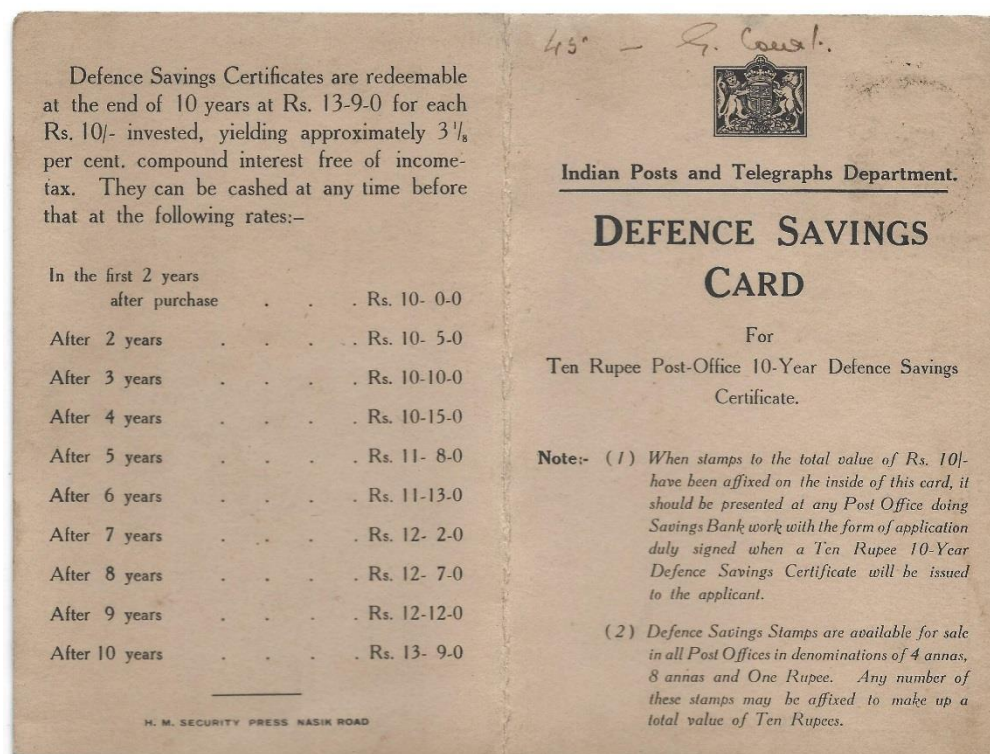 Defence Savings Certificates are redeemable
at the end of 10 years at Rs. 13-9-0 for each
Rs. 10/- invested, yielding approximately 3 1/8
per cent. compound interest free of income-
tax. They can be cashed at any time before
that at the following rates:–
In the first 2 years
after purchase . . . Rs. 10- 0-0
After 2 years . . . . Rs. 10- 5-0
After 3 years . . . . Rs. 10-10-0
After 4 years . . . . Rs. 10-15-0
After 5 years . . . . Rs. 11- 8-0
After 6 years . . . . Rs. 11-13-0
After 7 years . . . . Rs. 12- 2-0
After 8 years . . . . Rs. 12- 7-0
After 9 years . . . . Rs. 12-12-0
After 10 years . . . . Rs. 13- 9-0
H. M. SECURITY PRESS NASIK ROAD
45 – G.
Indian Posts and Telegraphs Department.
DEFENCE SAVINGS
CARD
For
Ten Rupee Post-Office 10-Year Defence Savings
Certificate.
Note:- (1) When stamps to the total value of Rs. 10/-
have been affixed on the inside of this card, it
should be presented at any Post Office doing
Savings Bank work with the form of application
duly signed when a Ten Rupee 10-Year
Defence Savings Certificate will be issued
to the applicant.
(2) Defence Savings Stamps are available for sale
in all Post Offices in denominations of 4 annas,
8 annas and One Rupee. Any number of
these stamps may be affixed to make up a
total value of Ten Rupees.